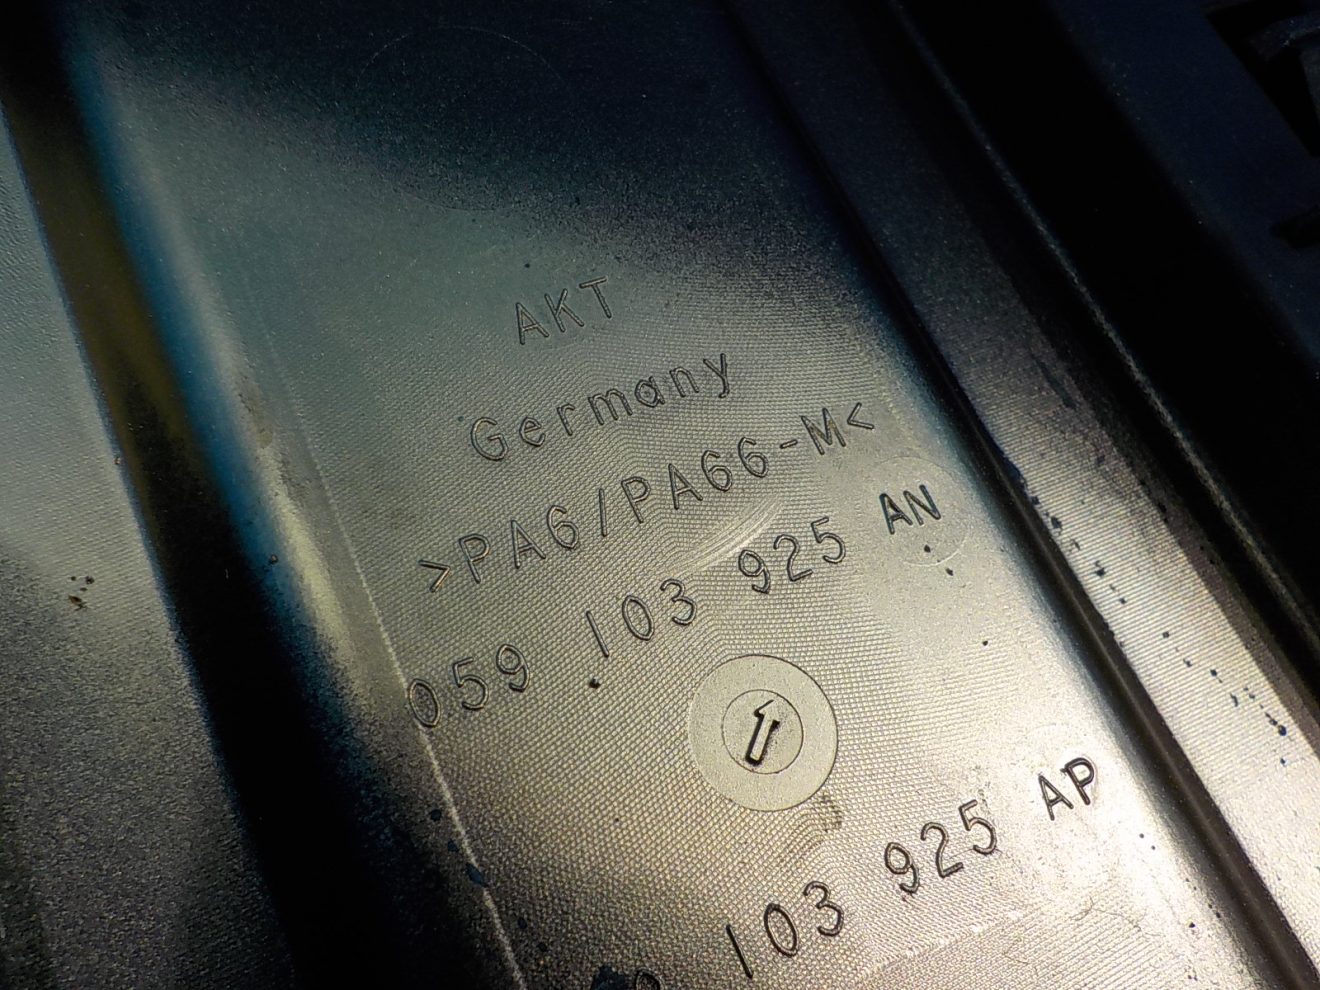 AKT
Germany
>PA6/PA66-M<
059 103 925 AN
103 925 AP